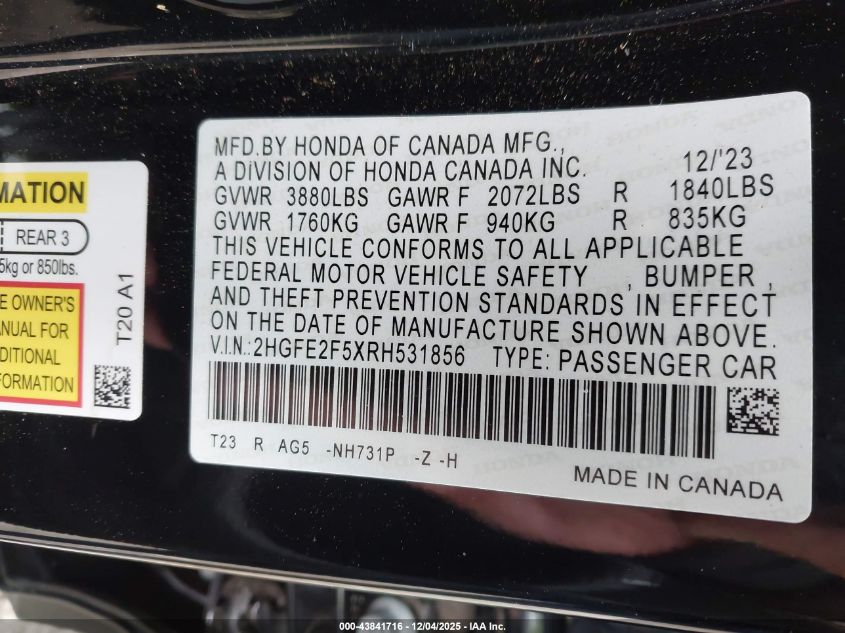 MATION
REAR 3
5kg or 850lbs.
E OWNER'S
ANUAL FOR
DITIONAL
FORMATION
T20 A1
MFD.BY HONDA OF CANADA MFG.,
A DIVISION OF HONDA CANADA INC. 12/'23
GVWR 3880LBS GAWR F 2072LBS R 1840LBS
GVWR 1760KG GAWR F 940KG R 835KG
THIS VEHICLE CONFORMS TO ALL APPLICABLE
FEDERAL MOTOR VEHICLE SAFETY , BUMPER ,
AND THEFT PREVENTION STANDARDS IN EFFECT
ON THE DATE OF MANUFACTURE SHOWN ABOVE.
V.I.N.:2HGFE2F5XRH531856 TYPE: PASSENGER CAR
T23 R AG5 -NH731P -Z -H
MADE IN CANADA
000-43841716 - 12/04/2025 - IAA Inc.